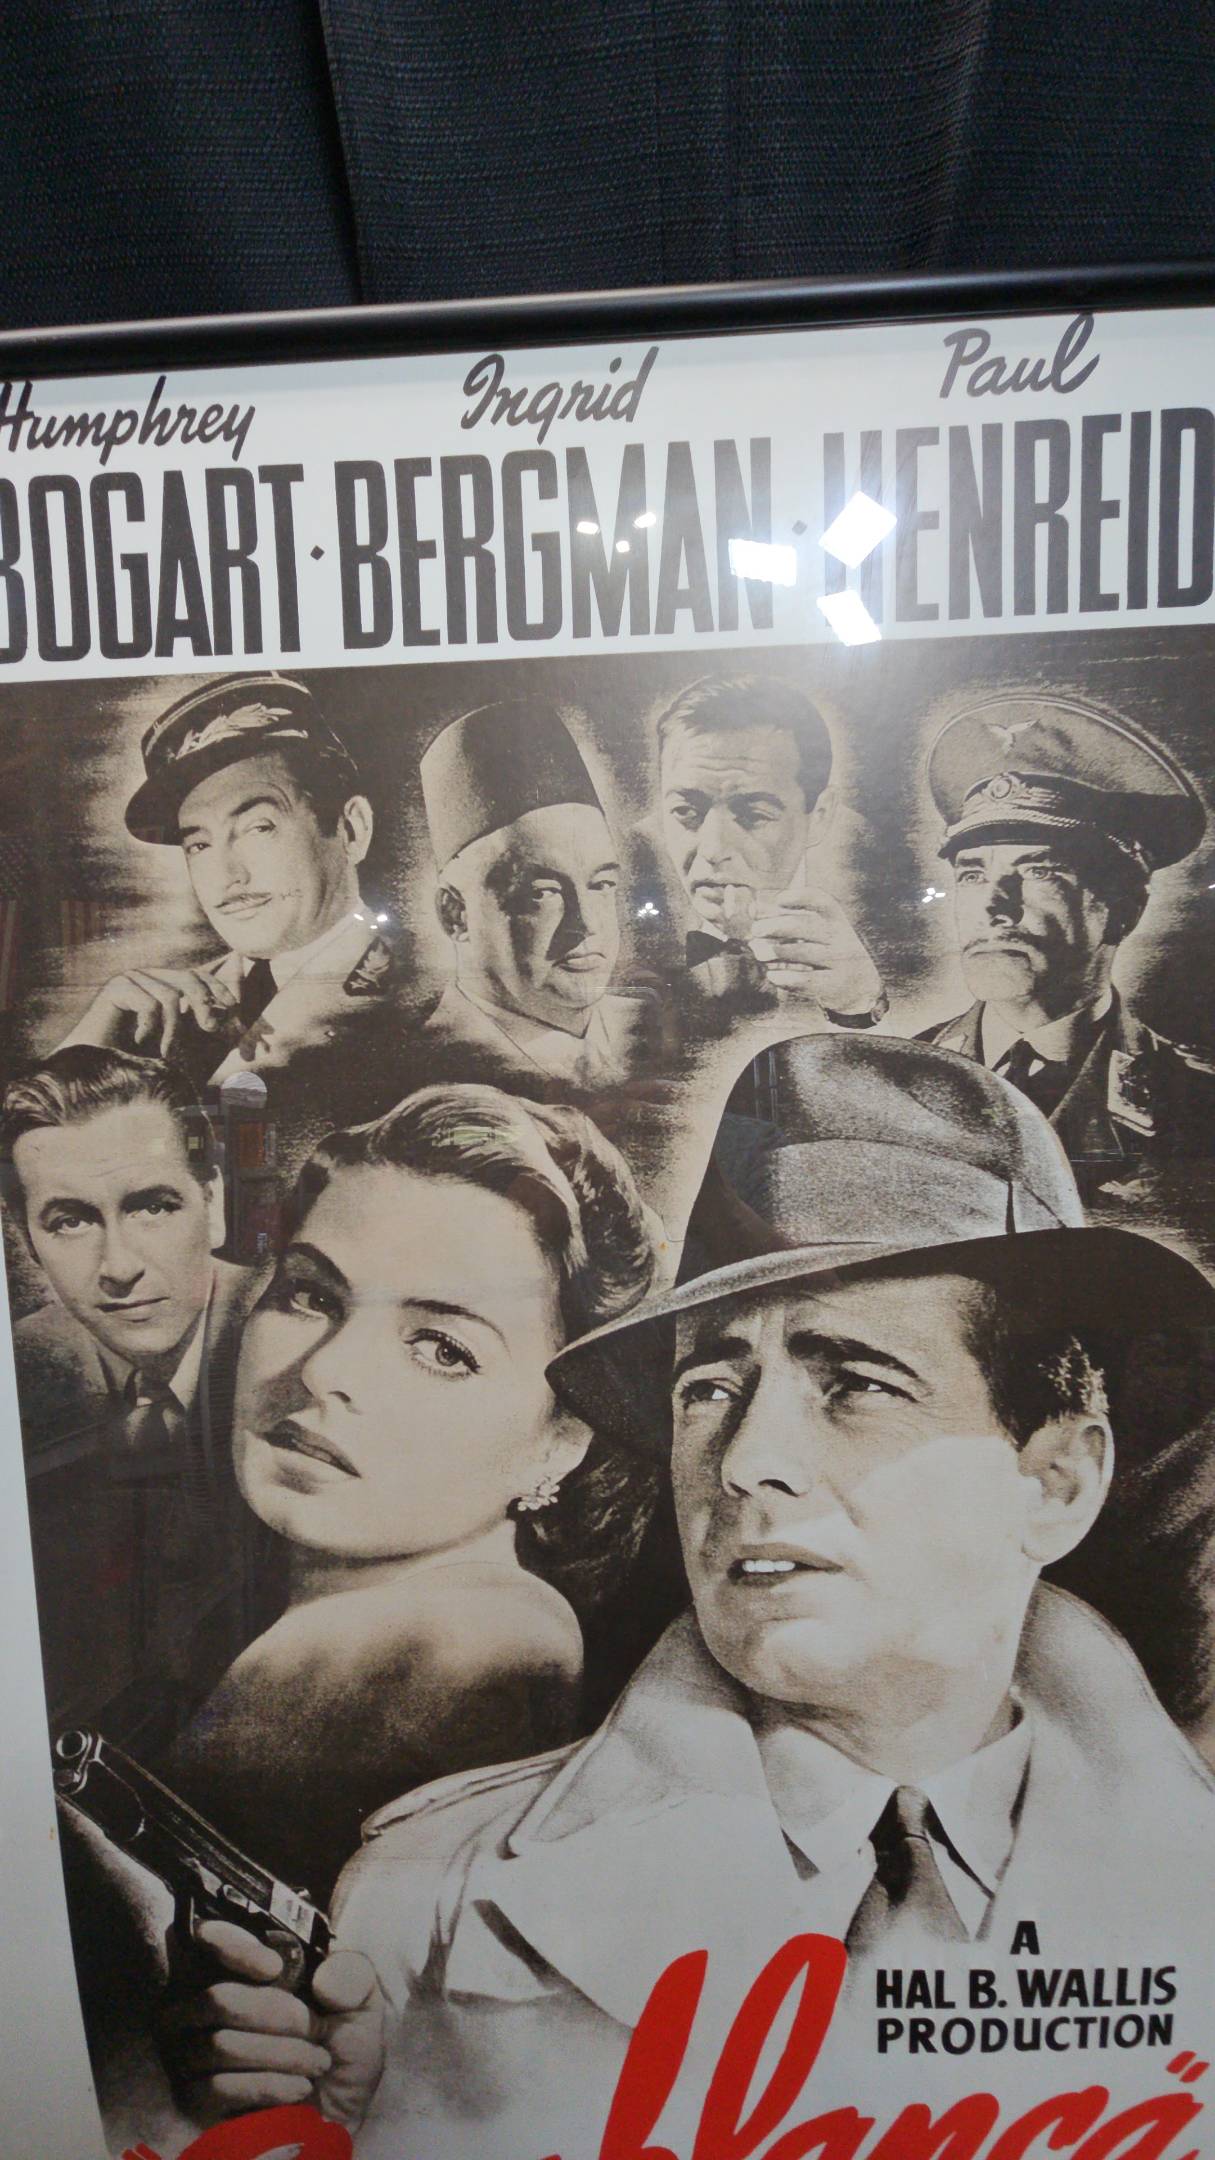 Humphrey Ingrid Paul
BOGART · BERGMAN · HENREID
A
HAL B. WALLIS
PRODUCTION